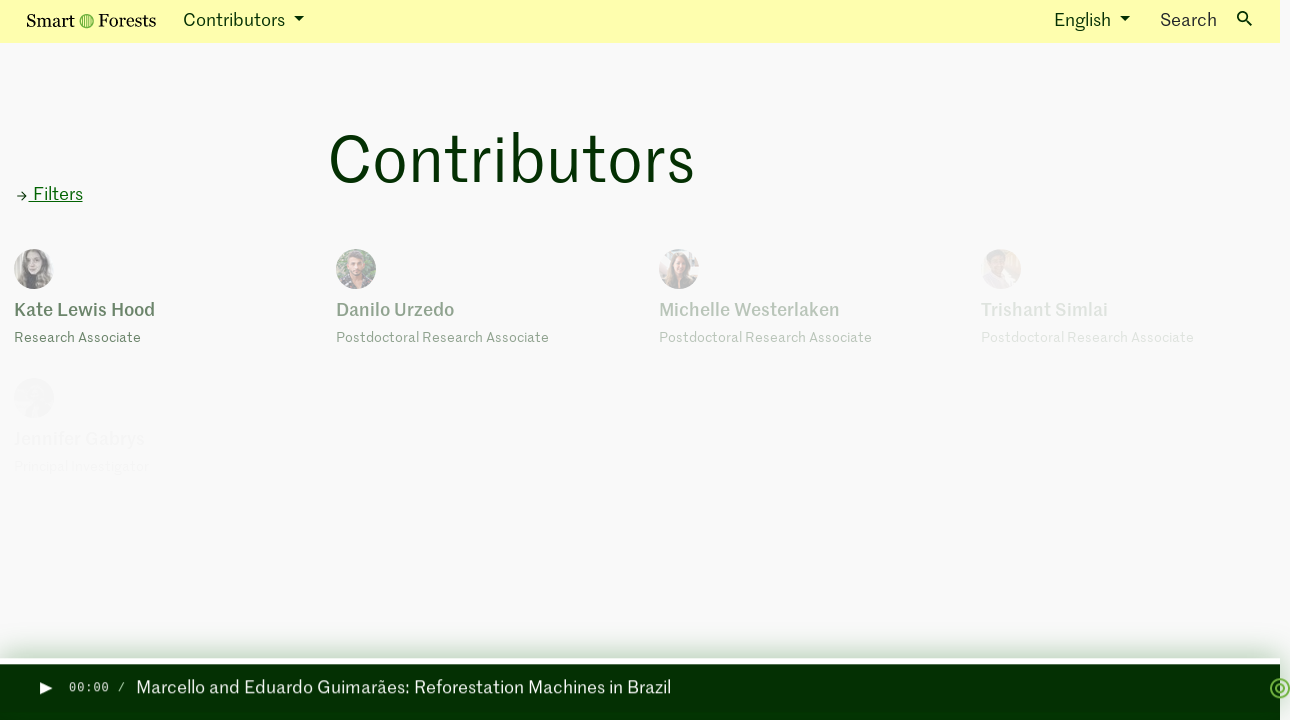 Smart Forests
Contributors
English
Search
Contributors
Filters
Kate Lewis Hood
Research Associate
Danilo Urzedo
Postdoctoral Research Associate
Michelle Westerlaken
Postdoctoral Research Associate
Trishant Simlai
Postdoctoral Research Associate
Jennifer Gabrys
00:00 /
Marcello and Eduardo Guimarães: Reforestation Machines in Brazil